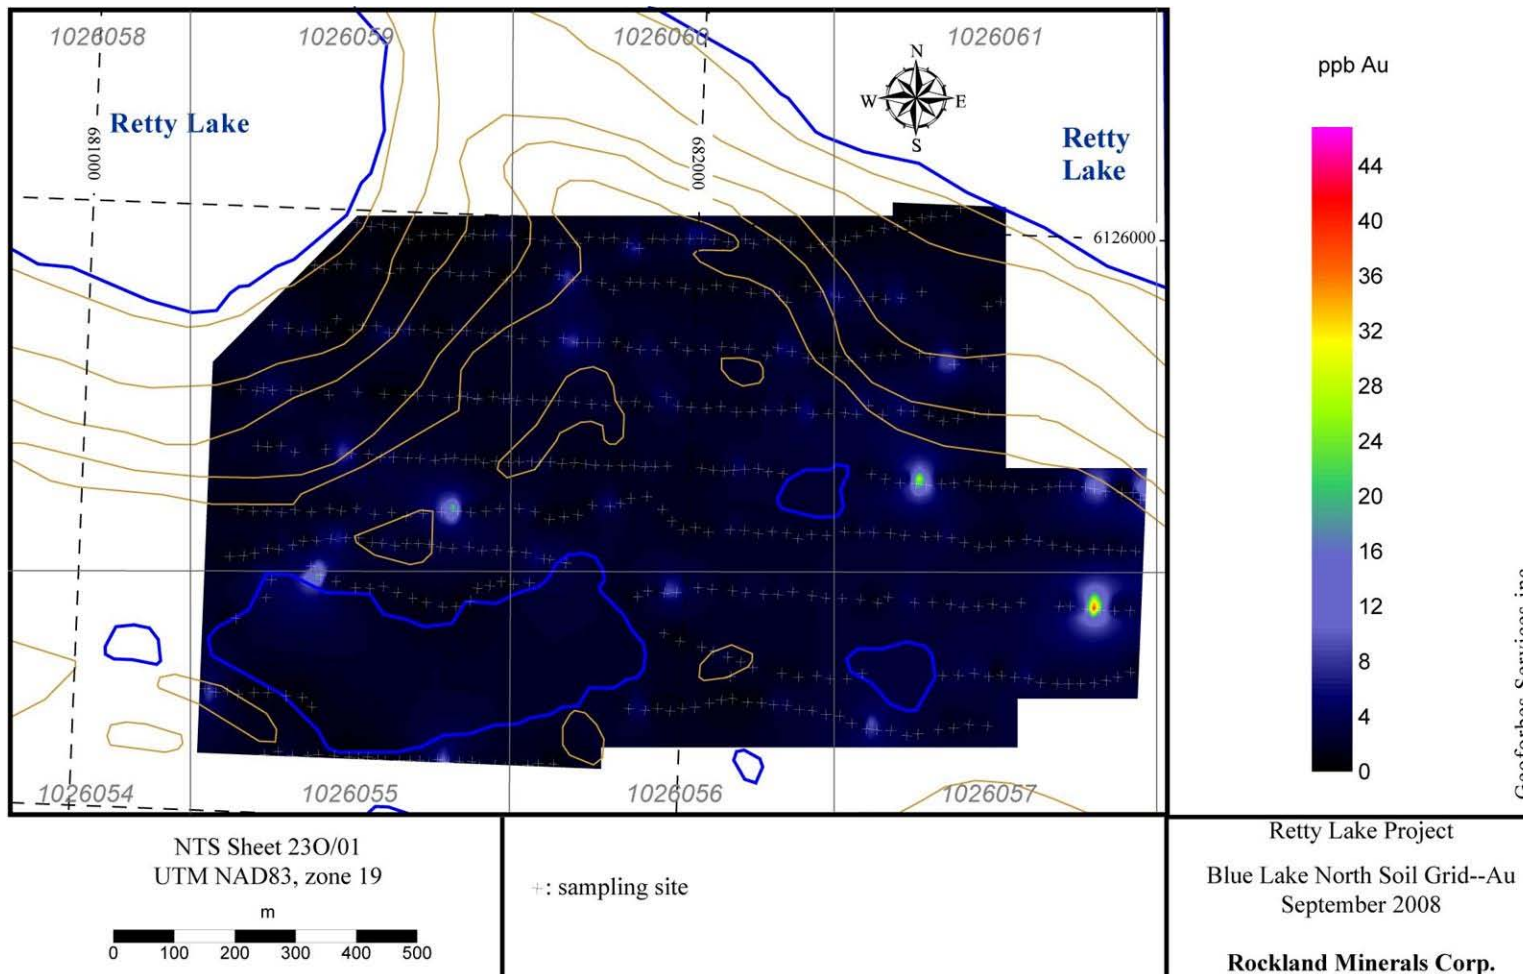 1026058
1026059
1026060
1026061
N
W
E
S
Retty Lake
681000
682000
Retty
Lake
6126000
ppb Au
44
40
36
32
28
24
20
16
12
8
4
0
1026054
1026055
1026056
1026057
Geoforbes Services inc
NTS Sheet 23O/01
UTM NAD83, zone 19
m
0 100 200 300 400 500
+: sampling site
Retty Lake Project
Blue Lake North Soil Grid--Au
September 2008
Rockland Minerals Corp.